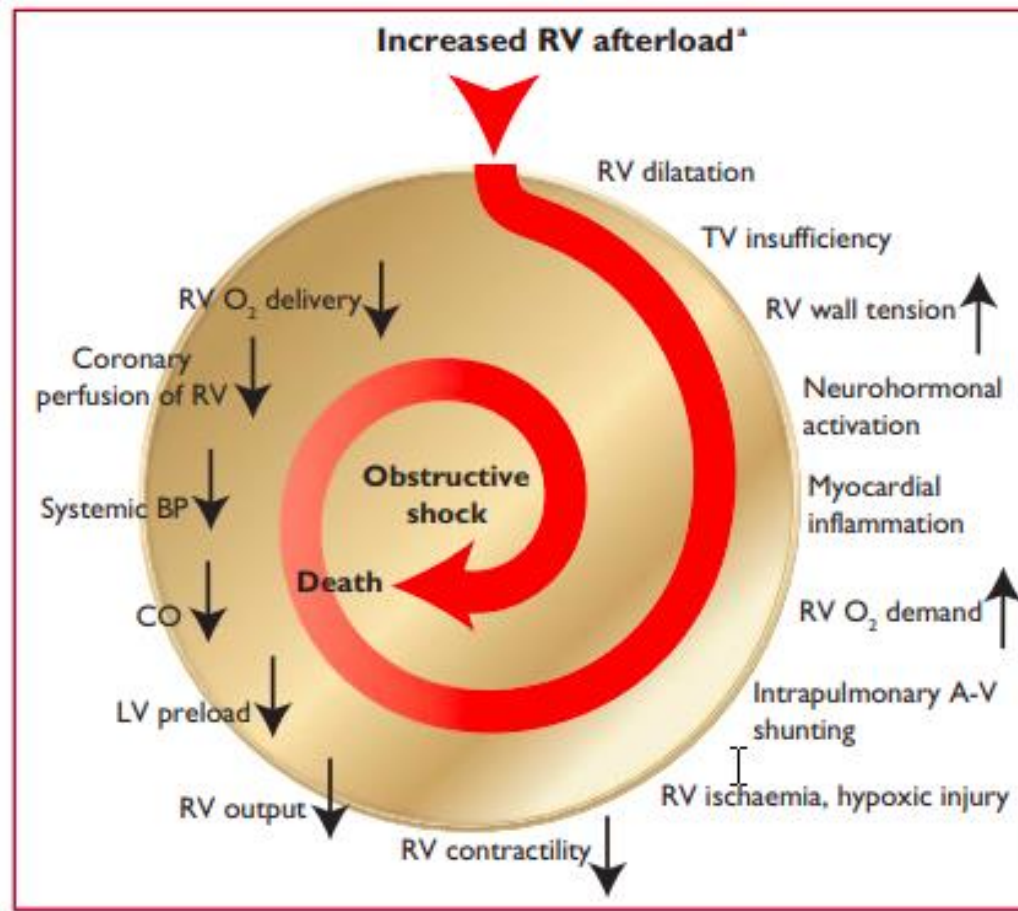 Increased RV afterloadª
RV dilatation
TV insufficiency
RV wall tension
Neurohormonal
activation
Myocardial
inflammation
RV O₂ demand
Intrapulmonary A-V
shunting
RV ischaemia, hypoxic injury
RV contractility
RV output
LV preload
CO
Systemic BP
Coronary
perfusion of RV
RV O₂ delivery
Obstructive
shock
Death